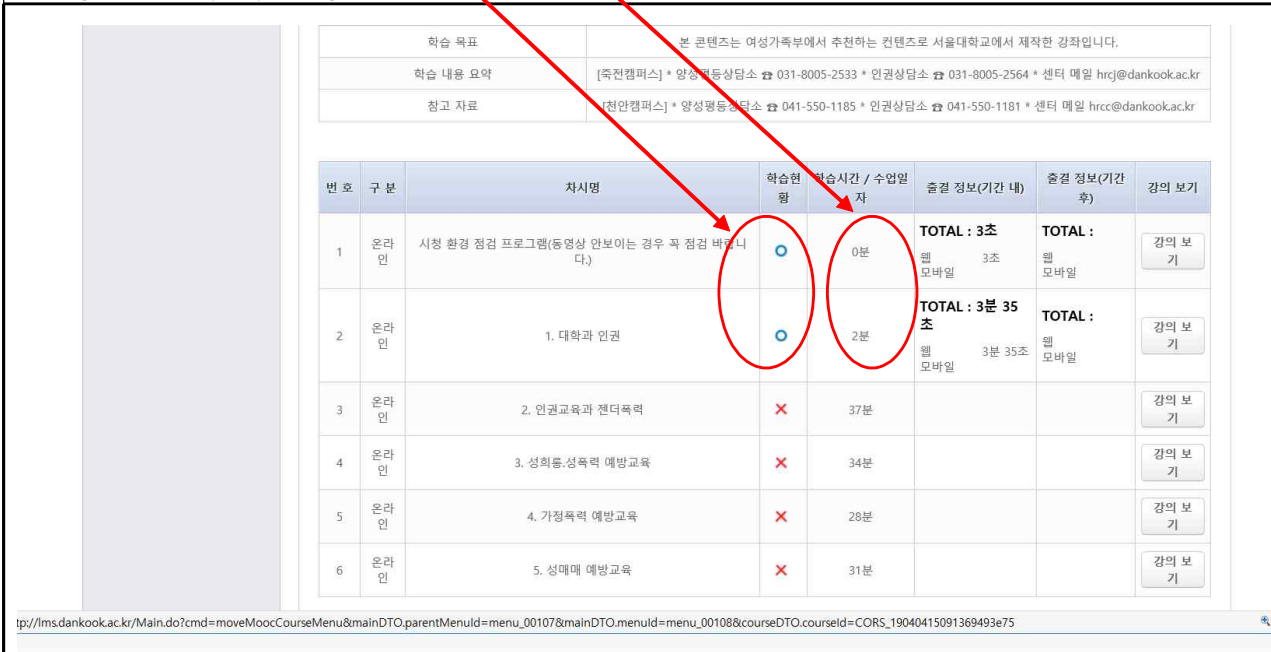 학습 목표 본 콘텐츠는 여성가족부에서 추천하는 컨텐츠로 서울대학교에서 제작한 강좌입니다.
학습 내용 요약 [죽전캠퍼스] * 양성평등상담소 ☎ 031-8005-2533 * 인권상담소 ☎ 031-8005-2564 * 센터 메일 hrcj@dankook.ac.kr
참고 자료 [천안캠퍼스] * 양성평등상담소 ☎ 041-550-1185 * 인권상담소 ☎ 041-550-1181 * 센터 메일 hrcc@dankook.ac.kr
번 호 구 분 차시명 학습현황 학습시간 / 수업일자 출결 정보(기간 내) 출결 정보(기간 후) 강의 보기
1 온라인 시청 환경 점검 프로그램(동영상 안보이는 경우 꼭 점검 바랍니다.) 0분 TOTAL : 3초 TOTAL : 강의 보기
웹 3초 웹
모바일 모바일
2 온라인 1. 대학과 인권 2분 TOTAL : 3분 35초 TOTAL : 강의 보기
웹 3분 35초 웹
모바일 모바일
3 온라인 2. 인권교육과 젠더폭력 37분 강의 보기
4 온라인 3. 성희롱.성폭력 예방교육 34분 강의 보기
5 온라인 4. 가정폭력 예방교육 28분 강의 보기
6 온라인 5. 성매매 예방교육 31분 강의 보기
tp://lms.dankook.ac.kr/Main.do?cmd=moveMoocCourseMenu&mainDTO.parentMenuId=menu_00107&mainDTO.menuId=menu_00108&courseDTO.courseId=CORS_19040415091369493e75